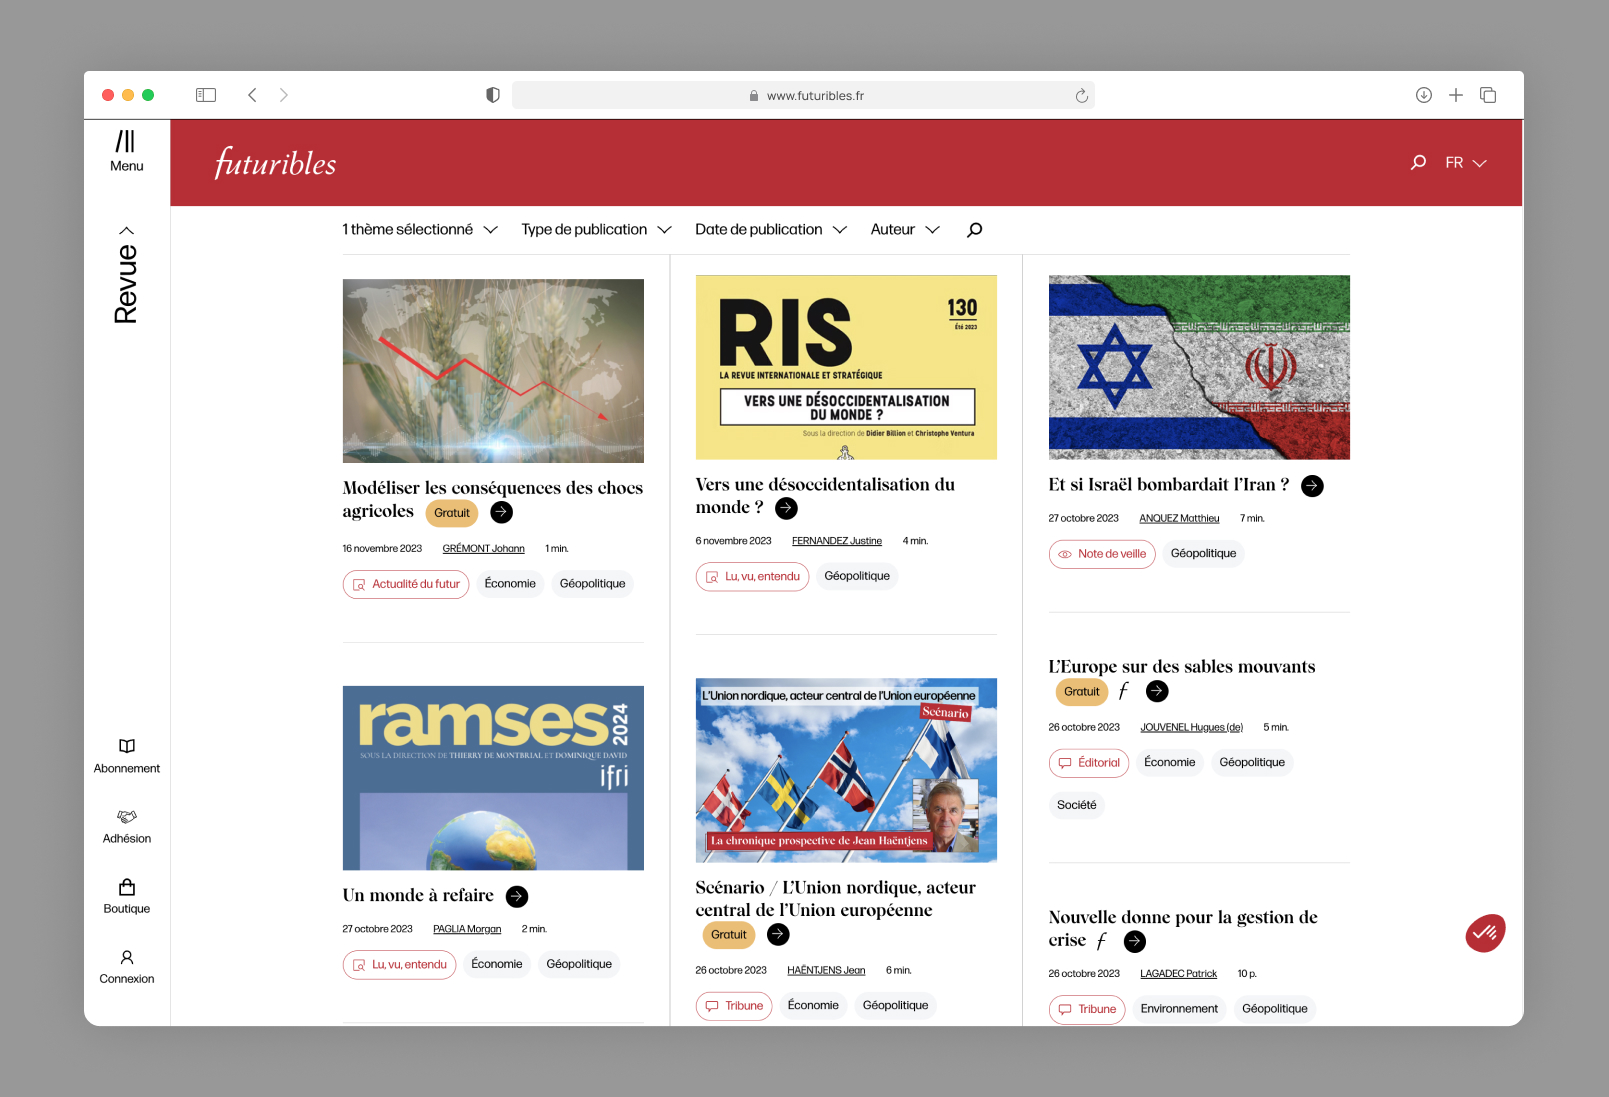 www.futuribles.fr
Menu
futuribles
FR
Revue
1 thème sélectionné
Type de publication
Date de publication
Auteur
Modéliser les conséquences des chocs
agricoles Gratuit
16 novembre 2023 GRÉMONT Johann 1 min.
Actualité du futur Économie Géopolitique
ramses
2024
SOUS LA DIRECTION DE THIERRY DE MONTBRIAL ET DOMINIQUE DAVID
ifri
Un monde à refaire
27 octobre 2023 PAGLIA Morgan 2 min.
Lu, vu, entendu Économie Géopolitique
RIS
130
Été 2023
LA REVUE INTERNATIONALE ET STRATÉGIQUE
VERS UNE DÉSOCCIDENTALISATION
DU MONDE ?
Sous la direction de Didier Billion et Christophe Ventura
Vers une désoccidentalisation du
monde ?
6 novembre 2023 FERNANDEZ Justine 4 min.
Lu, vu, entendu Géopolitique
L'Union nordique, acteur central de l'Union européenne
Scénario
La chronique prospective de Jean Haëntjens
Scénario / L'Union nordique, acteur
central de l'Union européenne
Gratuit
26 octobre 2023 HAËNTJENS Jean 6 min.
Tribune Économie Géopolitique
Et si Israël bombardait l'Iran ?
27 octobre 2023 ANQUEZ Matthieu 7 min.
Note de veille Géopolitique
L'Europe sur des sables mouvants
Gratuit f
26 octobre 2023 JOUVENEL Hugues (de) 5 min.
Éditorial Économie Géopolitique
Société
Nouvelle donne pour la gestion de
crise f
26 octobre 2023 LAGADEC Patrick 10 p.
Tribune Environnement Géopolitique
Abonnement
Adhésion
Boutique
Connexion